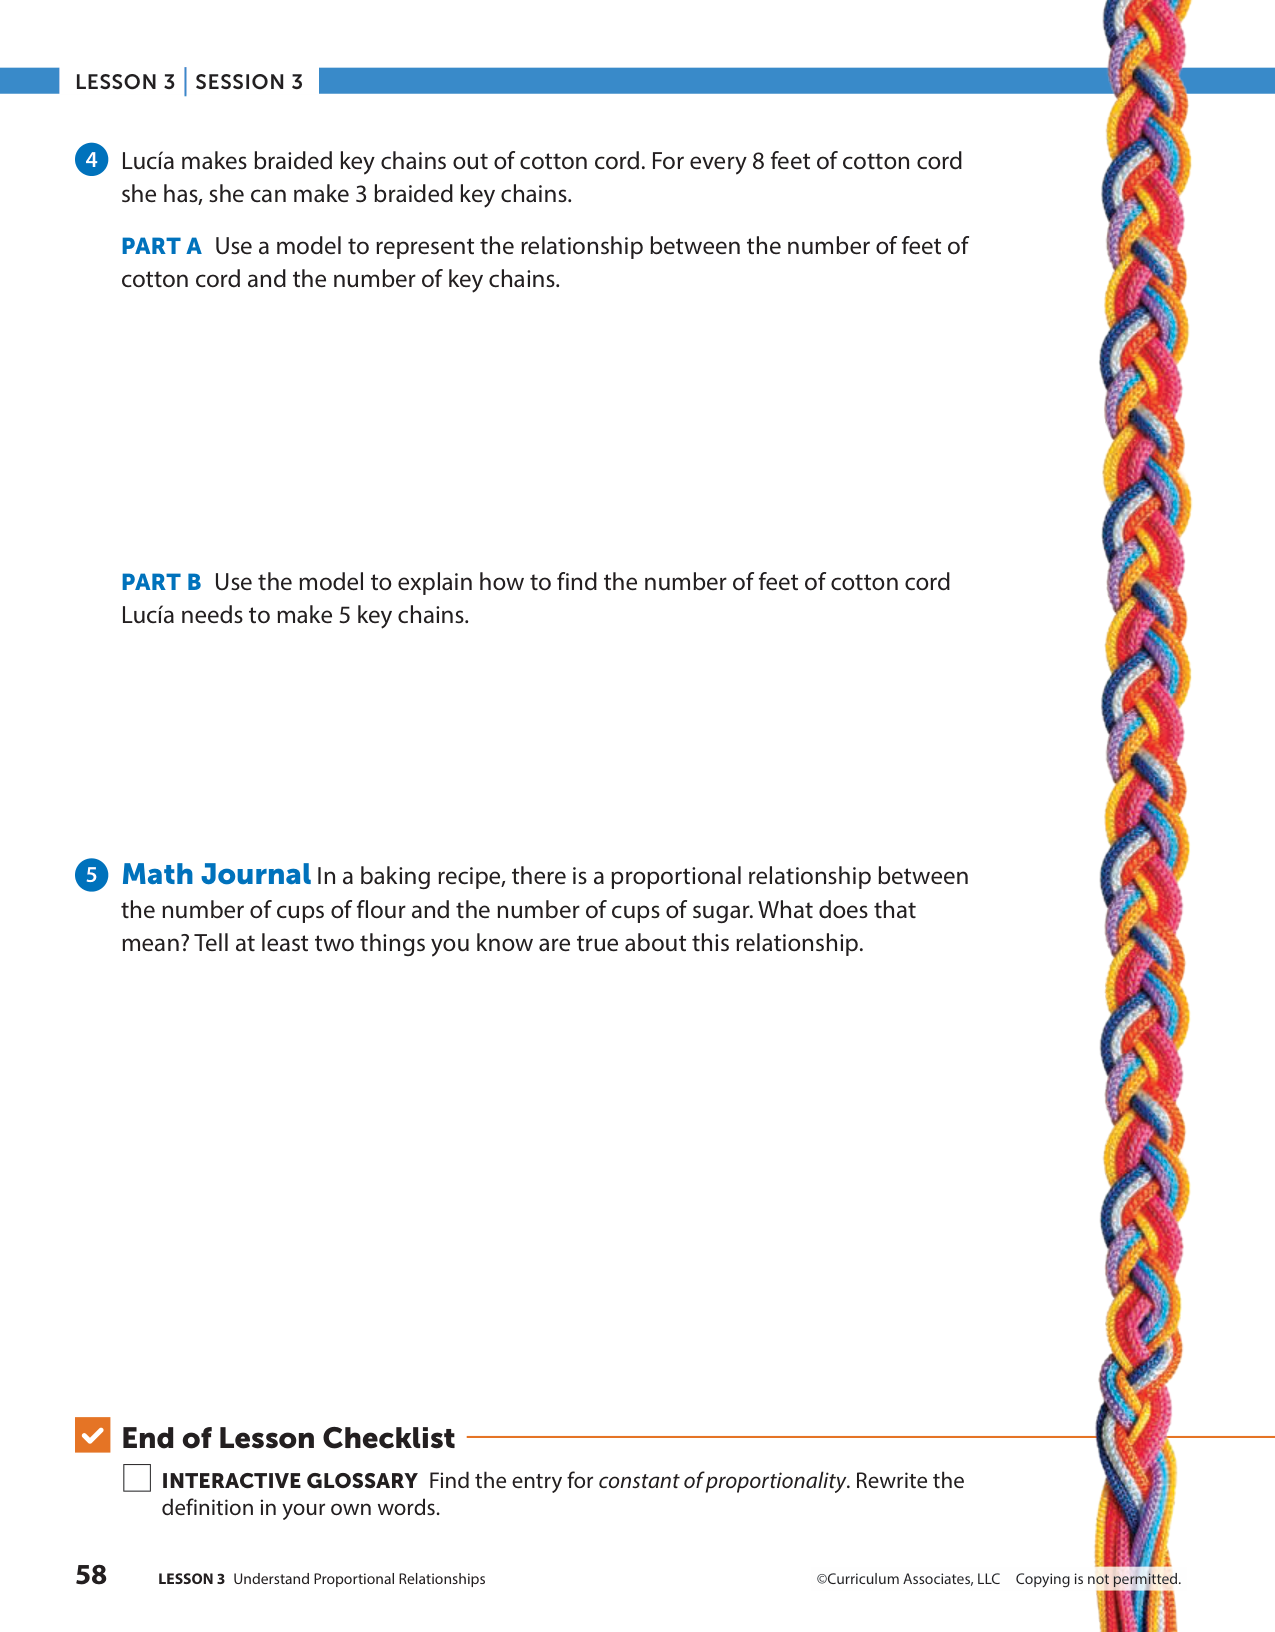 LESSON 3 | SESSION 3
4 Lucía makes braided key chains out of cotton cord. For every 8 feet of cotton cord
she has, she can make 3 braided key chains.
PART A Use a model to represent the relationship between the number of feet of
cotton cord and the number of key chains.
PART B Use the model to explain how to find the number of feet of cotton cord
Lucía needs to make 5 key chains.
5 Math Journal In a baking recipe, there is a proportional relationship between
the number of cups of flour and the number of cups of sugar. What does that
mean? Tell at least two things you know are true about this relationship.
End of Lesson Checklist
INTERACTIVE GLOSSARY Find the entry for constant of proportionality. Rewrite the
definition in your own words.
58 LESSON 3 Understand Proportional Relationships ©Curriculum Associates, LLC Copying is not permitted.